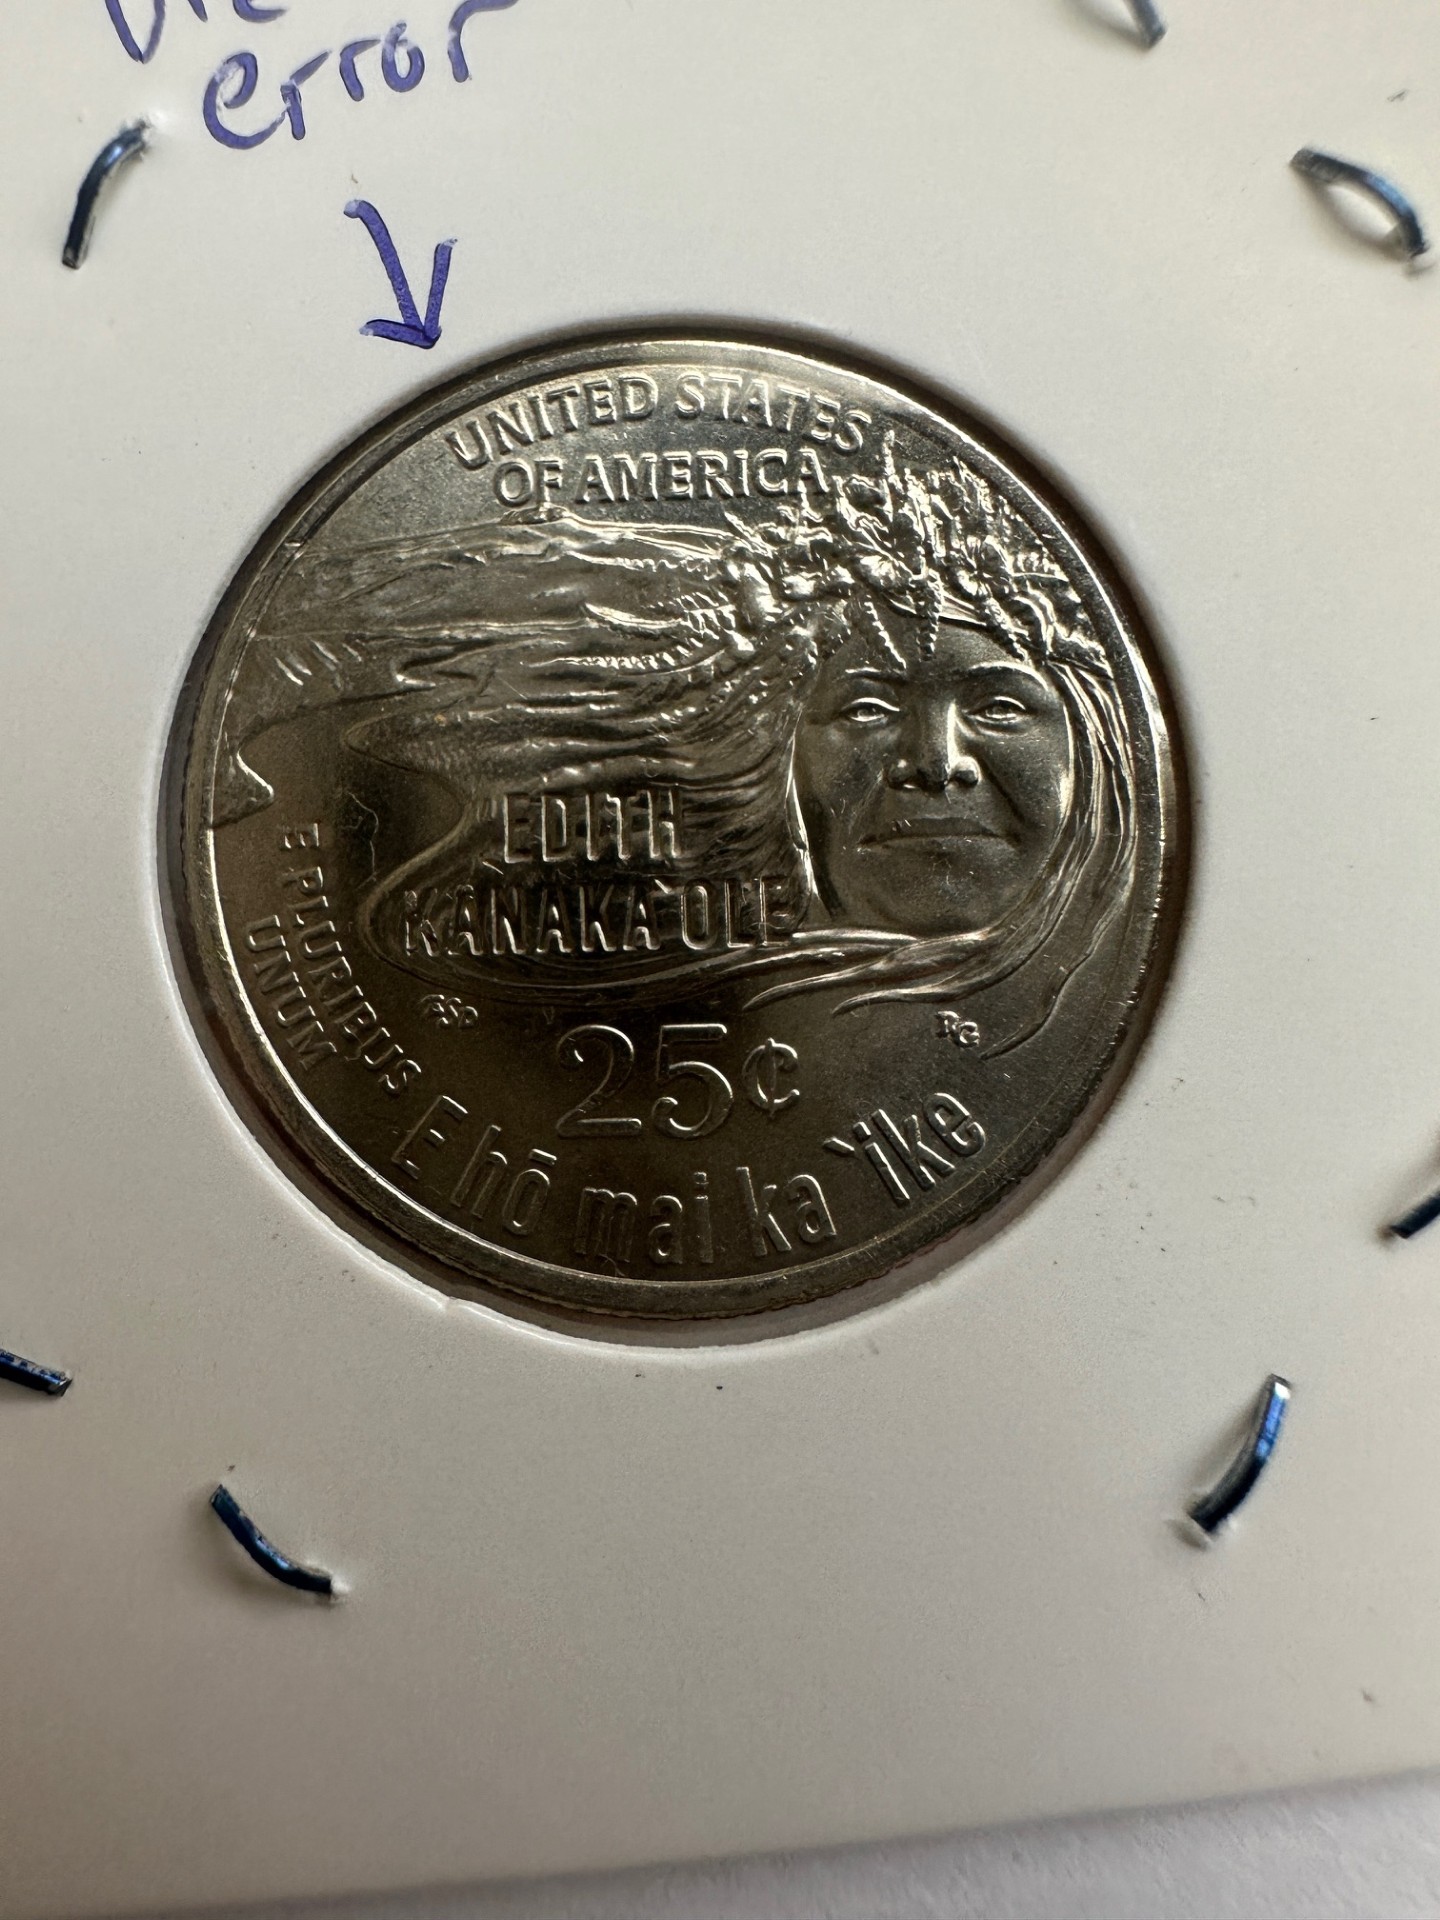 error
UNITED STATES
OF AMERICA
EDITH
KANAKA‘OLE
E PLURIBUS
UNUM
25¢
E hō mai ka ‘ike